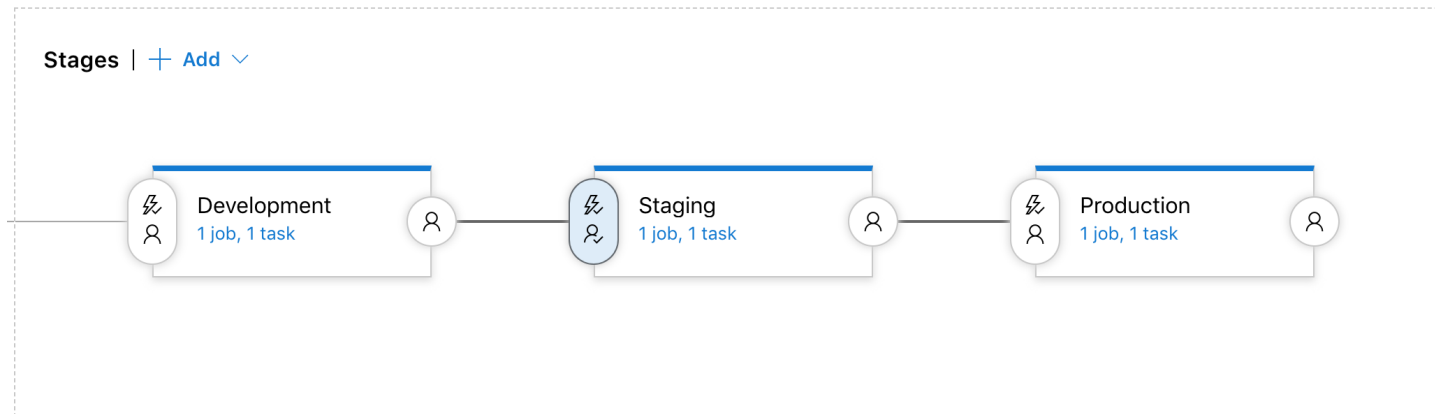 Stages | + Add
Development
1 job, 1 task
Staging
1 job, 1 task
Production
1 job, 1 task